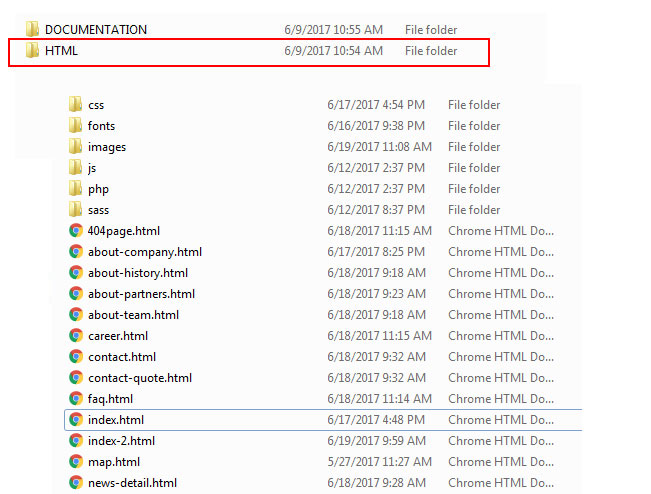 DOCUMENTATION 6/9/2017 10:55 AM File folder
HTML 6/9/2017 10:54 AM File folder
css 6/17/2017 4:54 PM File folder
fonts 6/16/2017 9:38 PM File folder
images 6/19/2017 11:08 AM File folder
js 6/12/2017 2:37 PM File folder
php 6/12/2017 2:37 PM File folder
sass 6/12/2017 8:37 PM File folder
404page.html 6/18/2017 11:15 AM Chrome HTML Do...
about-company.html 6/17/2017 8:25 PM Chrome HTML Do...
about-history.html 6/18/2017 9:18 AM Chrome HTML Do...
about-partners.html 6/18/2017 9:23 AM Chrome HTML Do...
about-team.html 6/18/2017 9:18 AM Chrome HTML Do...
career.html 6/18/2017 11:15 AM Chrome HTML Do...
contact.html 6/18/2017 9:32 AM Chrome HTML Do...
contact-quote.html 6/18/2017 9:32 AM Chrome HTML Do...
faq.html 6/18/2017 11:14 AM Chrome HTML Do...
index.html 6/17/2017 4:48 PM Chrome HTML Do...
index-2.html 6/19/2017 9:59 AM Chrome HTML Do...
map.html 5/27/2017 11:27 AM Chrome HTML Do...
news-detail.html 6/18/2017 9:28 AM Chrome HTML Do...